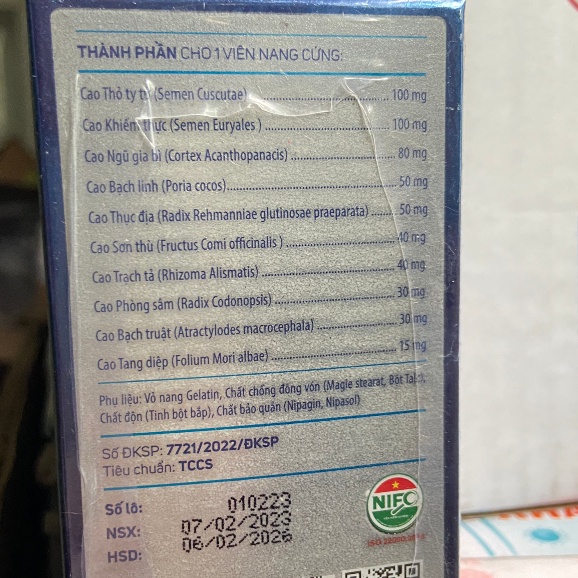 THÀNH PHẦN CHO 1 VIÊN NANG CỨNG:
Cao Thỏ ty tử (Semen Cuscutae) 100 mg
Cao Khiếm thực (Semen Euryales ) 100 mg
Cao Ngũ gia bì (Cortex Acanthopanacis) 80 mg
Cao Bạch linh (Poria cocos) 50 mg
Cao Thục địa (Radix Rehmanniae glutinosae praeparata) 50 mg
Cao Sơn thù (Fructus Corni officinalis ) 40 mg
Cao Trạch tả (Rhizoma Alismatis) 40 mg
Cao Phòng sâm (Radix Codonopsis) 30 mg
Cao Bạch truật (Atractylodes macrocephala) 30 mg
Cao Tang diệp (Folium Mori albae) 15 mg
Phụ liệu: Vỏ nang Gelatin, Chất chống đông vón (Magie stearat, Bột Talc),
Chất độn (Tinh bột bắp), Chất bảo quản (Nipagin, Nipasol)
Số ĐKSP: 7721/2022/ĐKSP
Tiêu chuẩn: TCCS
Số lô: 010223
NSX: 07/02/2023
HSD: 06/02/2026
NIFC